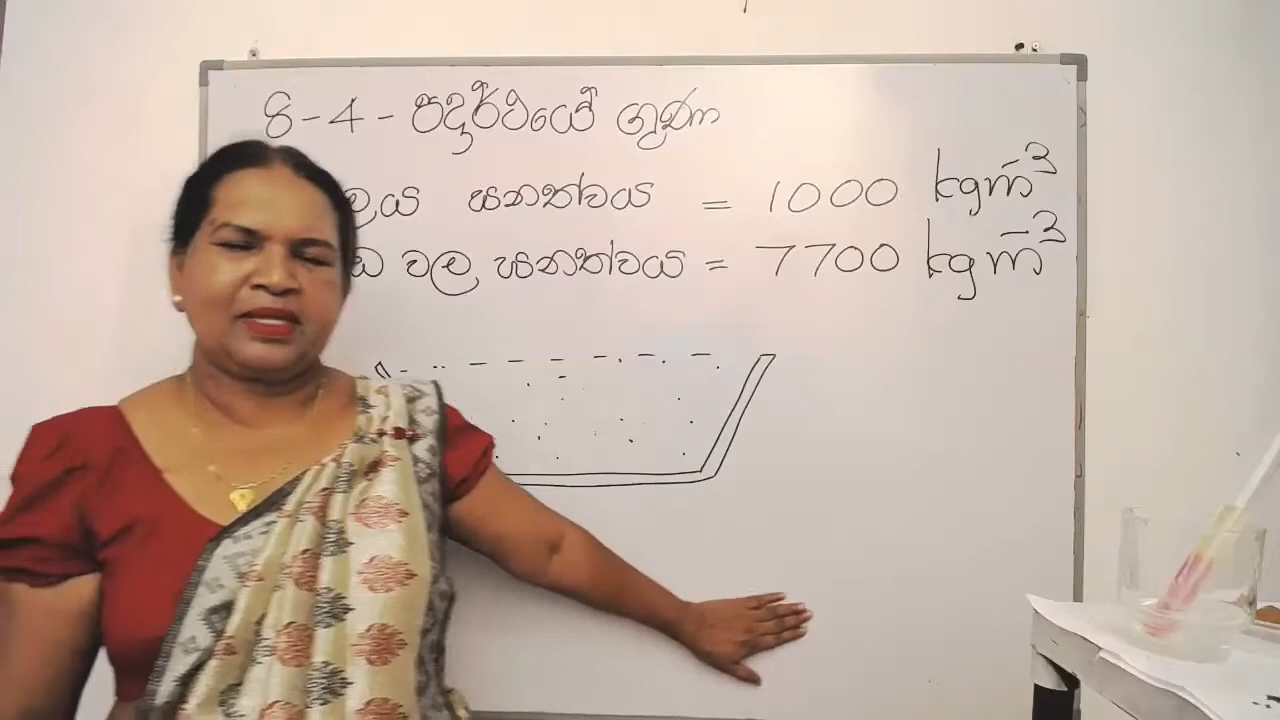 8-4- පදාර්ථයේ ගුණ
ඝනත්වය = 1000 kgm⁻³
වල ඝනත්වය = 7700 kgm⁻³